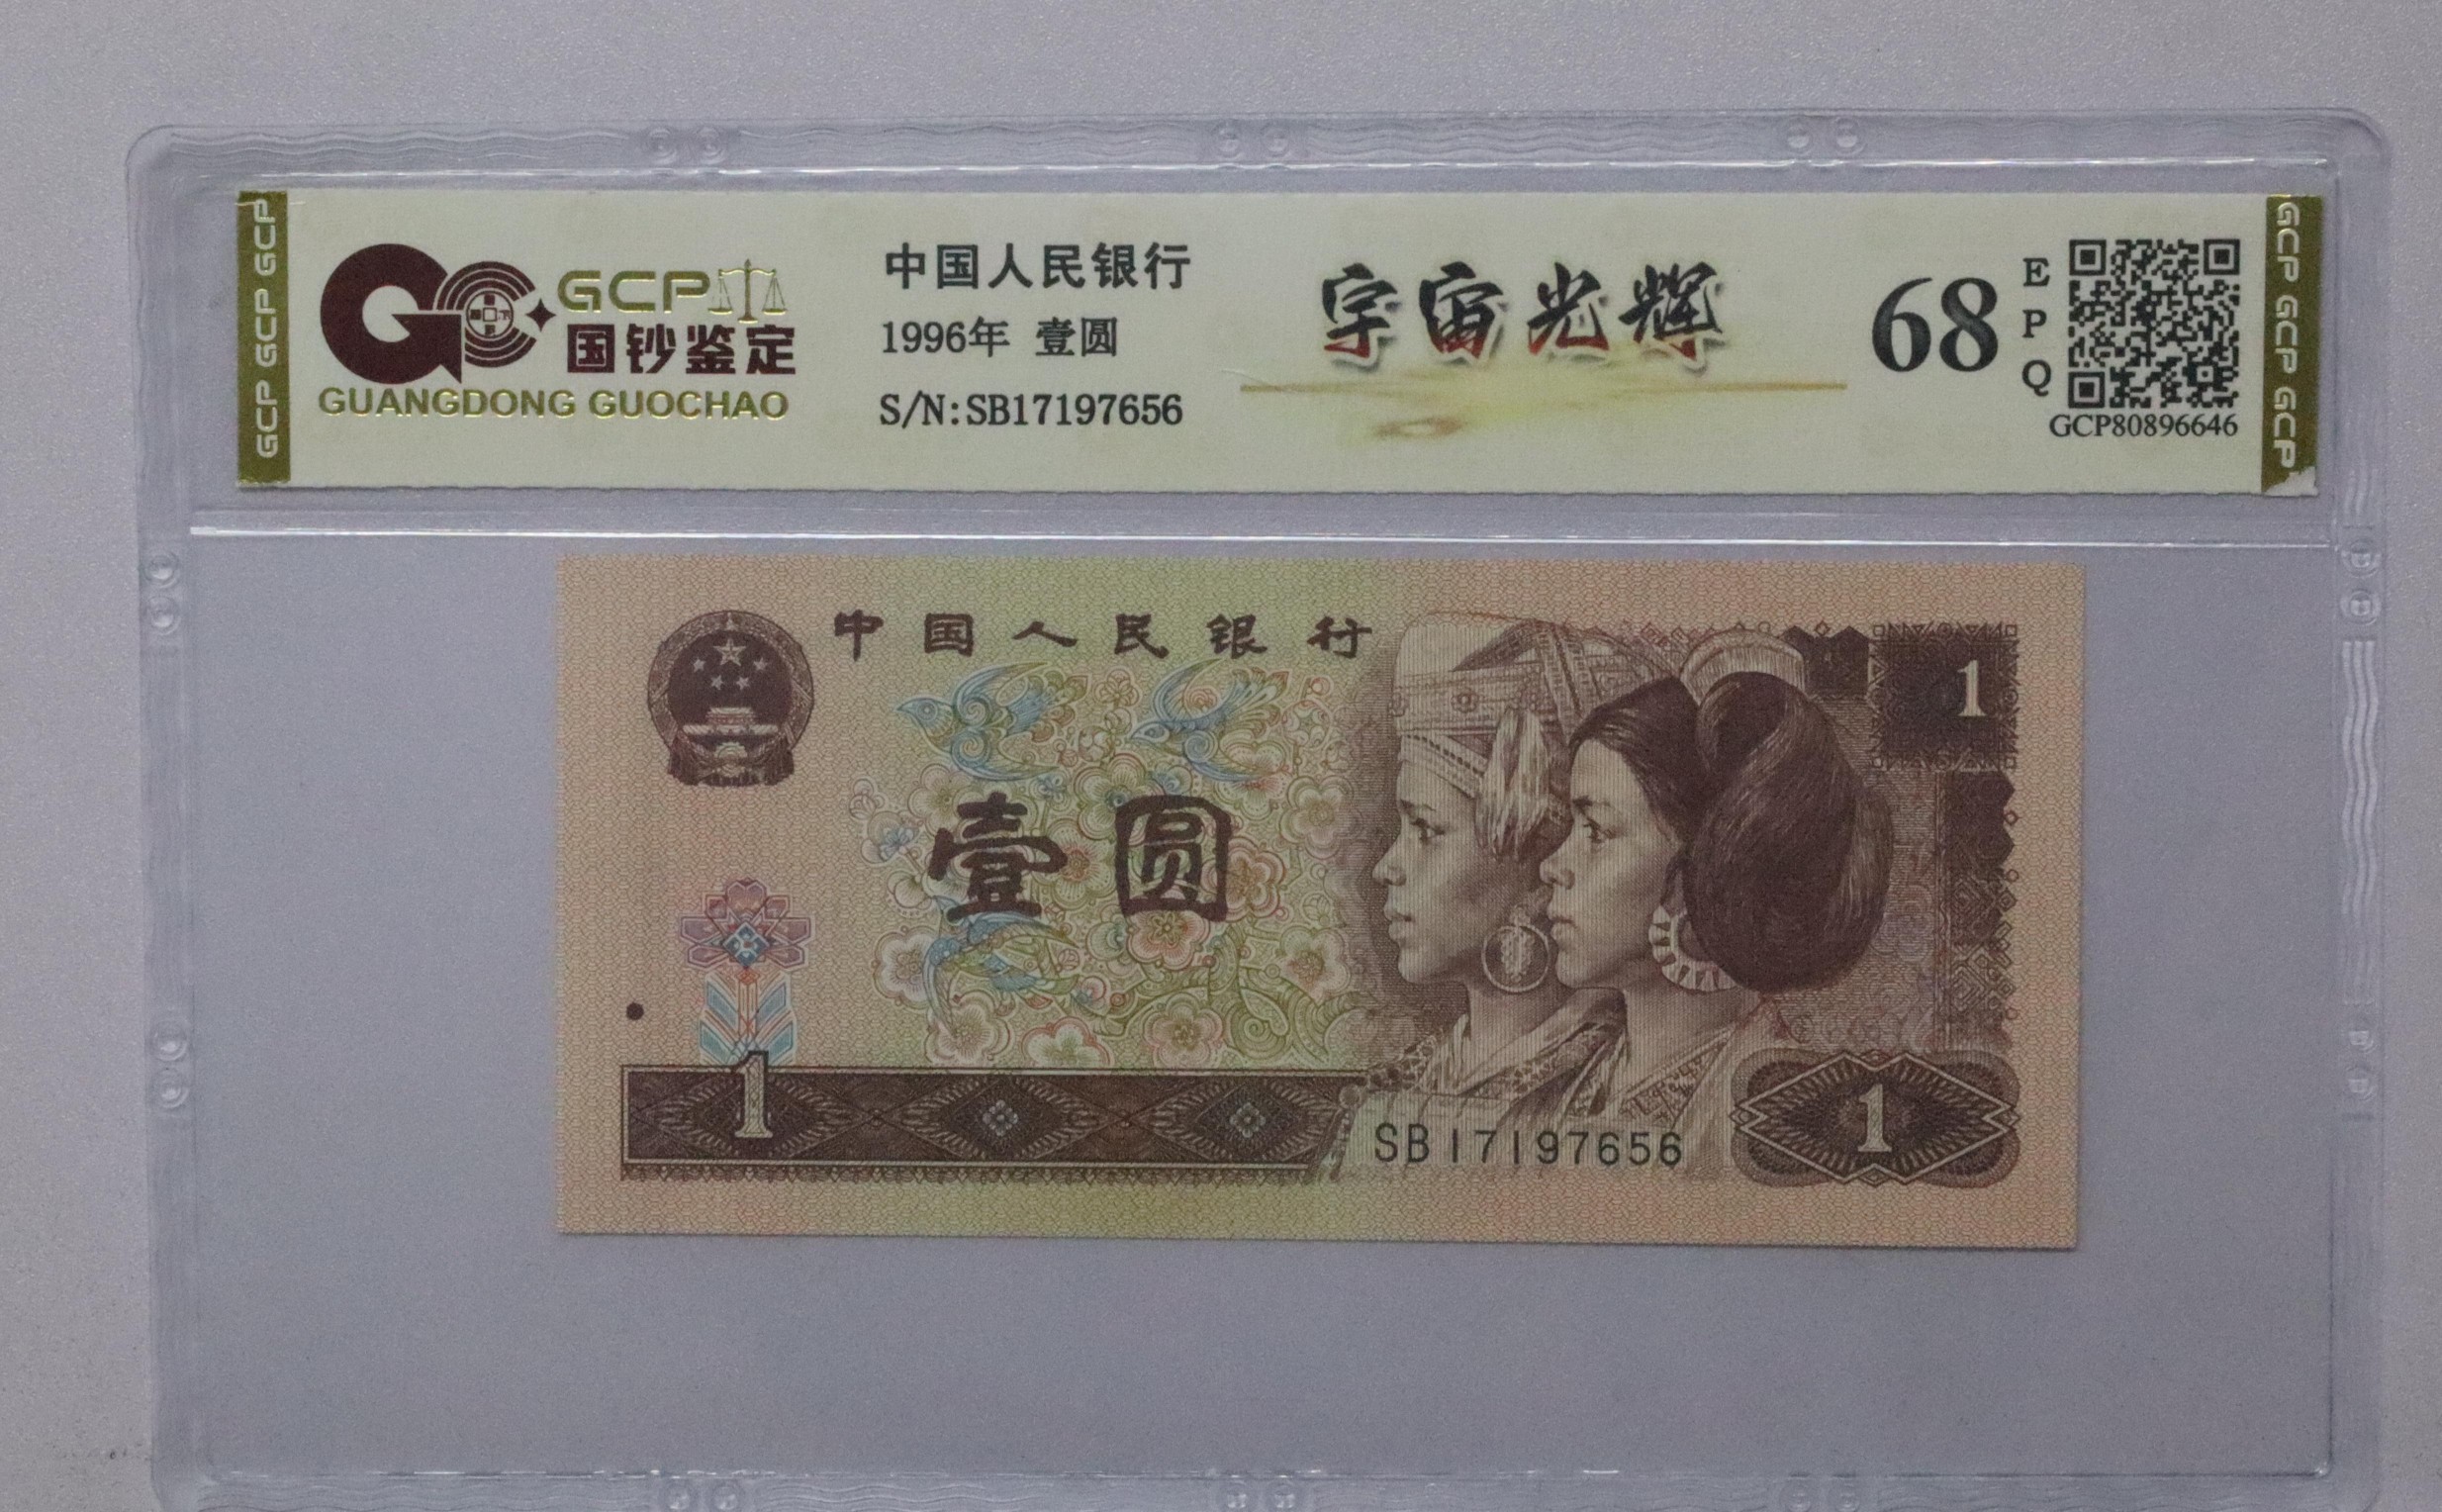 GCP GCP GCP
GCP
国钞鉴定
GUANGDONG GUOCHAO
中国人民银行
1996年 壹圆
S/N:SB17197656
宇宙光辉
68
E
P
Q
GCP80896646
GCP GCP GCP
中国人民银行
1
壹圆
1
SB17197656
1